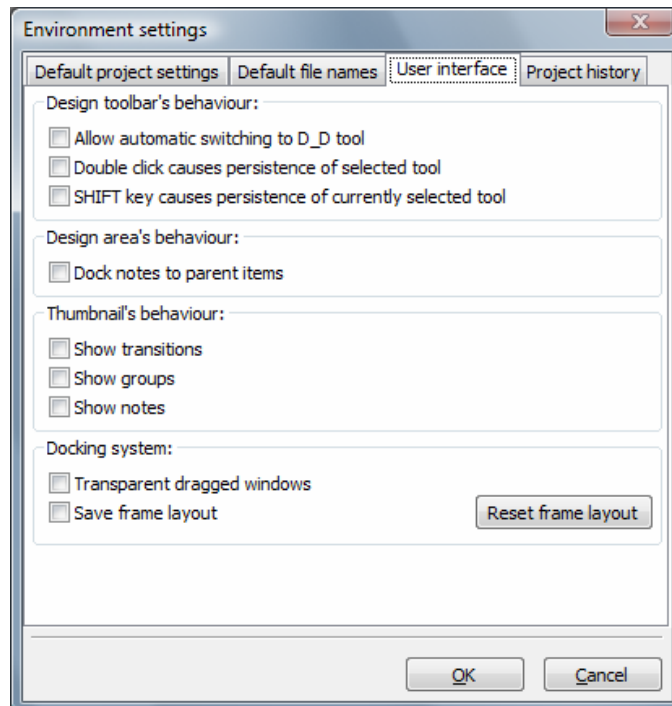 Environment settings
Default project settings Default file names User interface Project history
Design toolbar's behaviour:
Allow automatic switching to D_D tool
Double click causes persistence of selected tool
SHIFT key causes persistence of currently selected tool
Design area's behaviour:
Dock notes to parent items
Thumbnail's behaviour:
Show transitions
Show groups
Show notes
Docking system:
Transparent dragged windows
Save frame layout Reset frame layout
OK Cancel